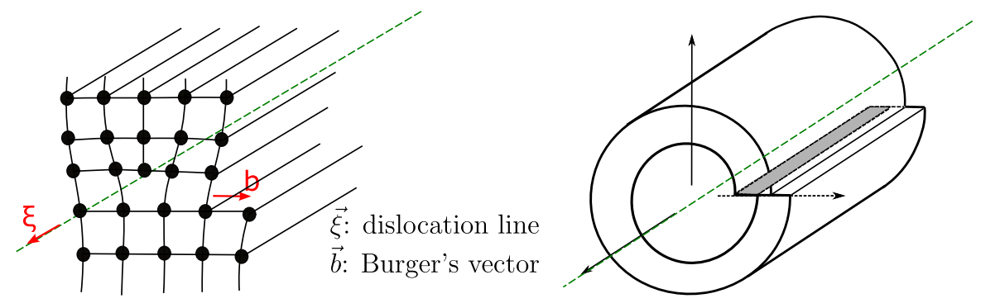 b
ξ
ξ⃗: dislocation line
b⃗: Burger's vector